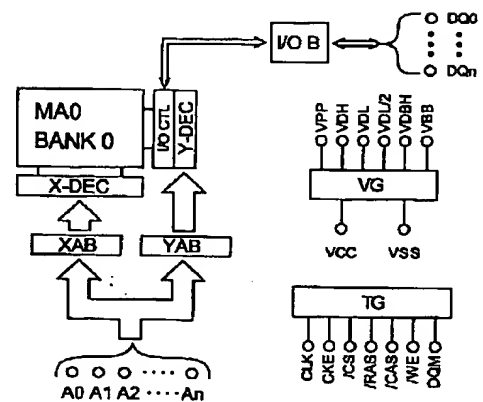 I/O B
DQ0
DQn
MA0
BANK 0
I/O CTL
Y-DEC
X-DEC
XAB
YAB
A0 A1 A2 ····· An
VPP
VDH
VDL
VDL/2
VDBH
VBB
VG
VCC
VSS
TG
CLK
CKE
/CS
/RAS
/CAS
/WE
DQM